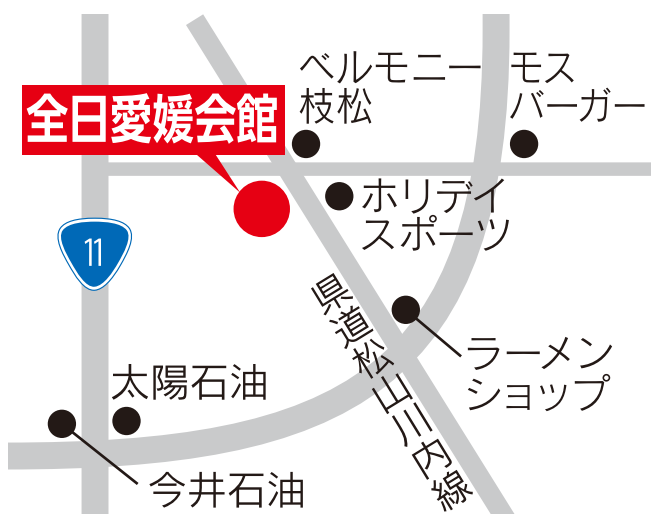 ベルモニー
枝松
モス
バーガー
全日愛媛会館
ホリデイ
スポーツ
11
県道松山川内線
ラーメン
ショップ
太陽石油
今井石油